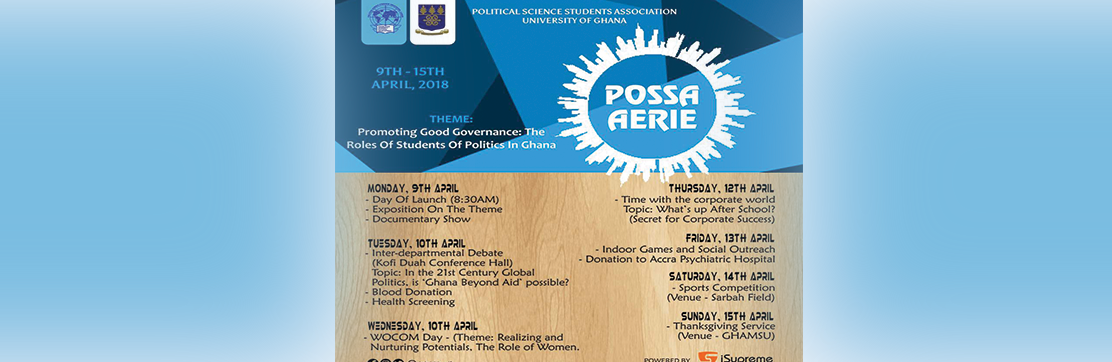 POLITICAL SCIENCE STUDENTS ASSOCIATION
UNIVERSITY OF GHANA
9TH - 15TH
APRIL, 2018
THEME:
Promoting Good Governance: The
Roles Of Students Of Politics In Ghana
POSSA
AERIE
MONDAY, 9TH APRIL
- Day Of Launch (8:30AM)
- Exposition On The Theme
- Documentary Show
TUESDAY, 10TH APRIL
- Inter-departmental Debate
(Kofi Duah Conference Hall)
Topic: In the 21st Century Global
Politics, is 'Ghana Beyond Aid' possible?
- Blood Donation
- Health Screening
WEDNESDAY, 10TH APRIL
- WOCOM Day - (Theme: Realizing and
Nurturing Potentials, The Role of Women.
THURSDAY, 12TH APRIL
- Time with the corporate world
Topic: What's up After School?
(Secret for Corporate Success)
FRIDAY, 13TH APRIL
- Indoor Games and Social Outreach
- Donation to Accra Psychiatric Hospital
SATURDAY, 14TH APRIL
- Sports Competition
(Venue - Sarbah Field)
SUNDAY, 15TH APRIL
- Thanksgiving Service
(Venue - GHAMSU)
POWERED BY iSupreme